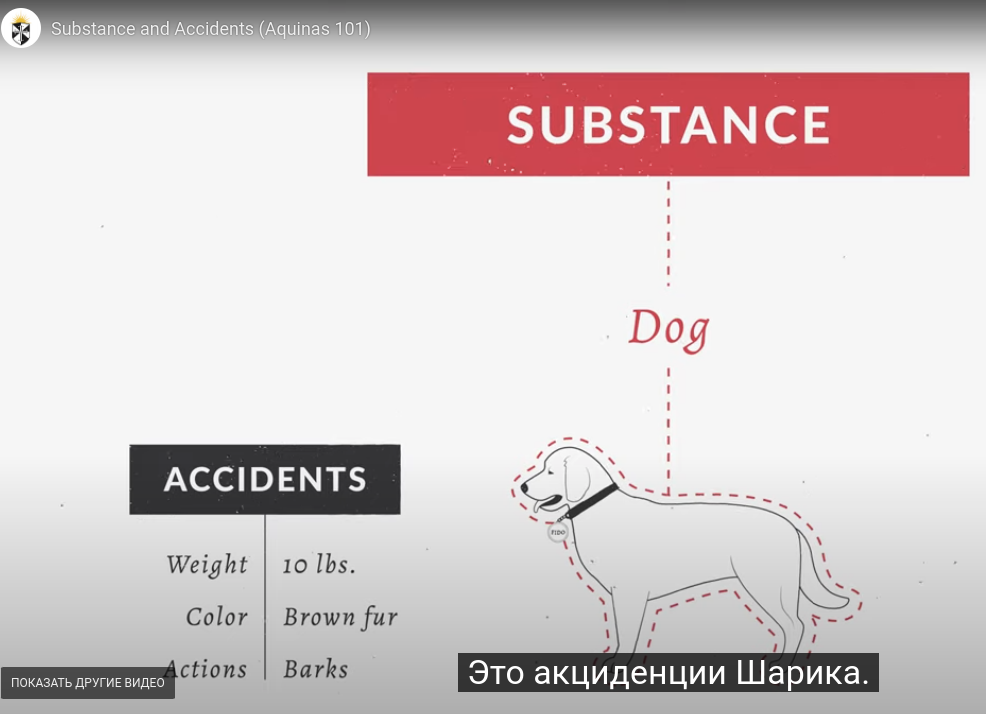 Substance and Accidents (Aquinas 101)
SUBSTANCE
Dog
ACCIDENTS
FIDO
Weight 10 lbs.
Color Brown fur
Actions Barks
ПОКАЗАТЬ ДРУГИЕ ВИДЕО
Это акциденции Шарика.